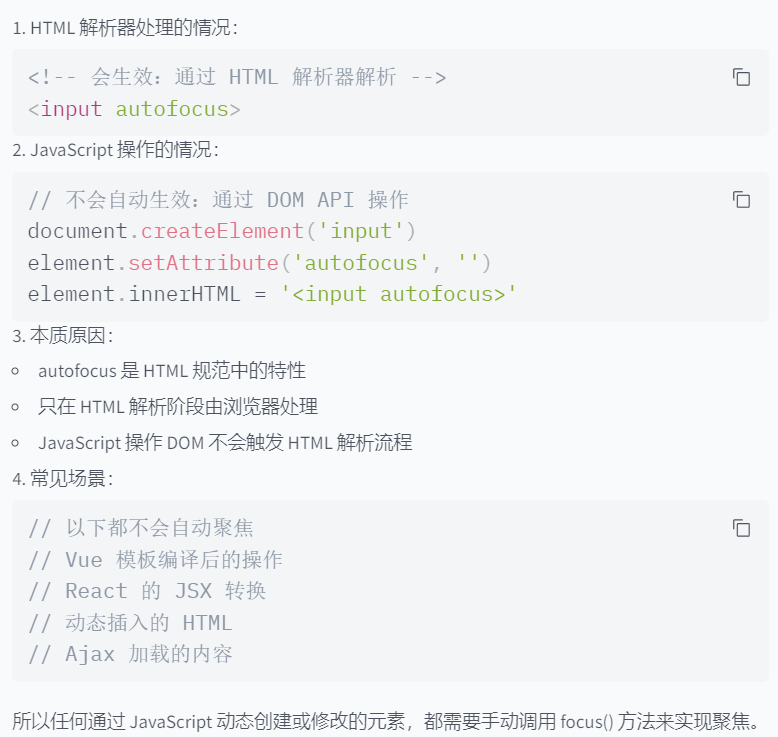 1. HTML 解析器处理的情况：
<!-- 会生效：通过 HTML 解析器解析 -->
<input autofocus>
2. JavaScript 操作的情况：
// 不会自动生效：通过 DOM API 操作
document.createElement('input')
element.setAttribute('autofocus', '')
element.innerHTML = '<input autofocus>'
3. 本质原因：
autofocus 是 HTML 规范中的特性
只在 HTML 解析阶段由浏览器处理
JavaScript 操作 DOM 不会触发 HTML 解析流程
4. 常见场景：
// 以下都不会自动聚焦
// Vue 模板编译后的操作
// React 的 JSX 转换
// 动态插入的 HTML
// Ajax 加载的内容
所以任何通过 JavaScript 动态创建或修改的元素，都需要手动调用 focus() 方法来实现聚焦。